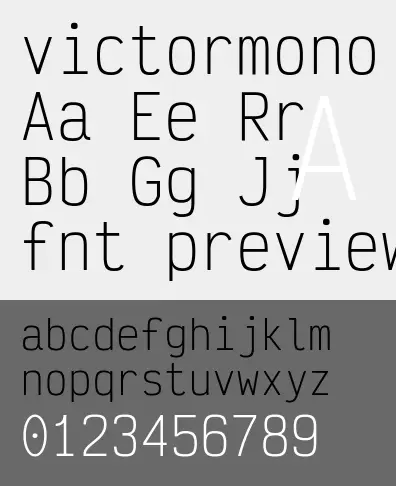 victormono
Aa Ee Rr
A
Bb Gg Jj
fnt preview
abcdefghijklm
nopqrstuvwxyz
0123456789